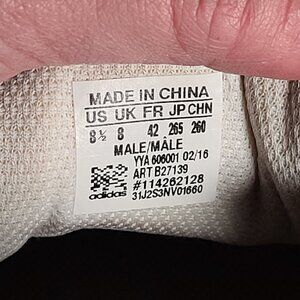 MADE IN CHINA
US UK FR JP CHN
8½ 8 42 265 260
MALE/MÂLE
YYA 606001 02/16
ART B27139
#114262128
adidas 31J2S3NV01660